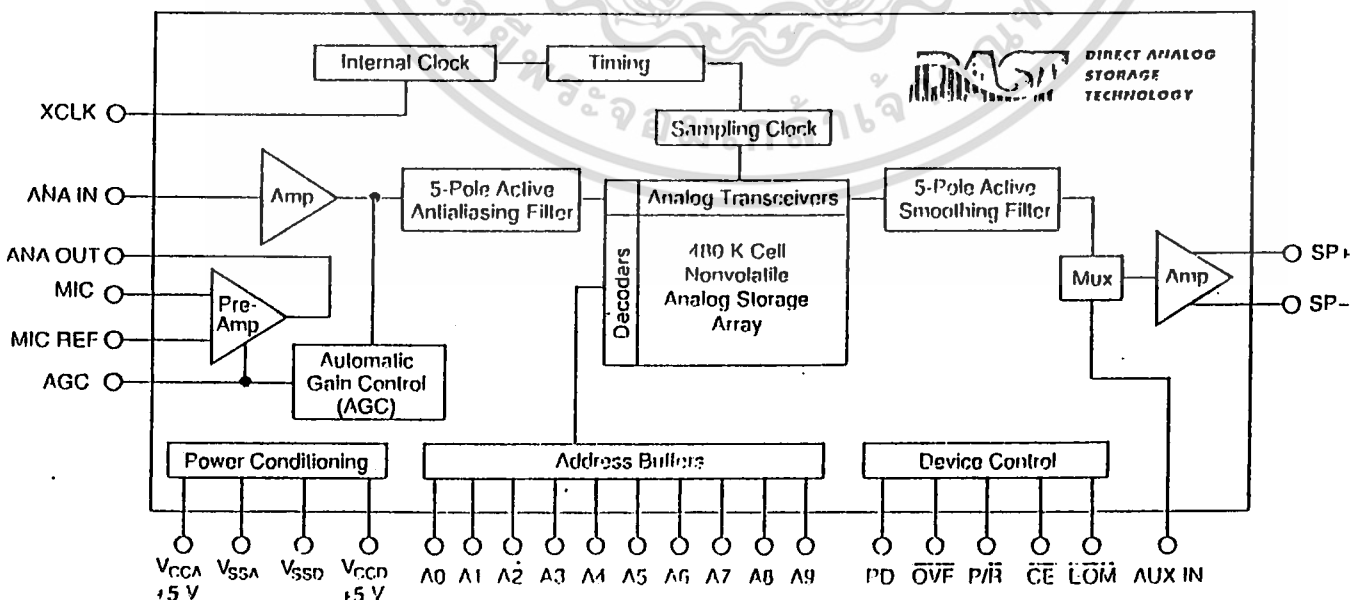 Internal Clock
Timing
DIRECT ANALOG
STORAGE
TECHNOLOGY
XCLK
Sampling Clock
ANA IN
Amp
5-Pole Active
Antialiasing Filter
Analog Transceivers
5-Pole Active
Smoothing Filter
ANA OUT
MIC
Pre-
Amp
MIC REF
AGC
Automatic
Gain Control
(AGC)
Decoders
480 K Cell
Nonvolatile
Analog Storage
Array
Mux
Amp
SP+
SP–
Power Conditioning
Address Buffers
Device Control
VCCA
+5 V
VSSA
VSSD
VCCD
+5 V
A0 A1 A2 A3 A4 A5 A6 A7 A8 A9
PD O̅V̅F̅ P/R̅ C̅E̅ L̅O̅M̅ AUX IN